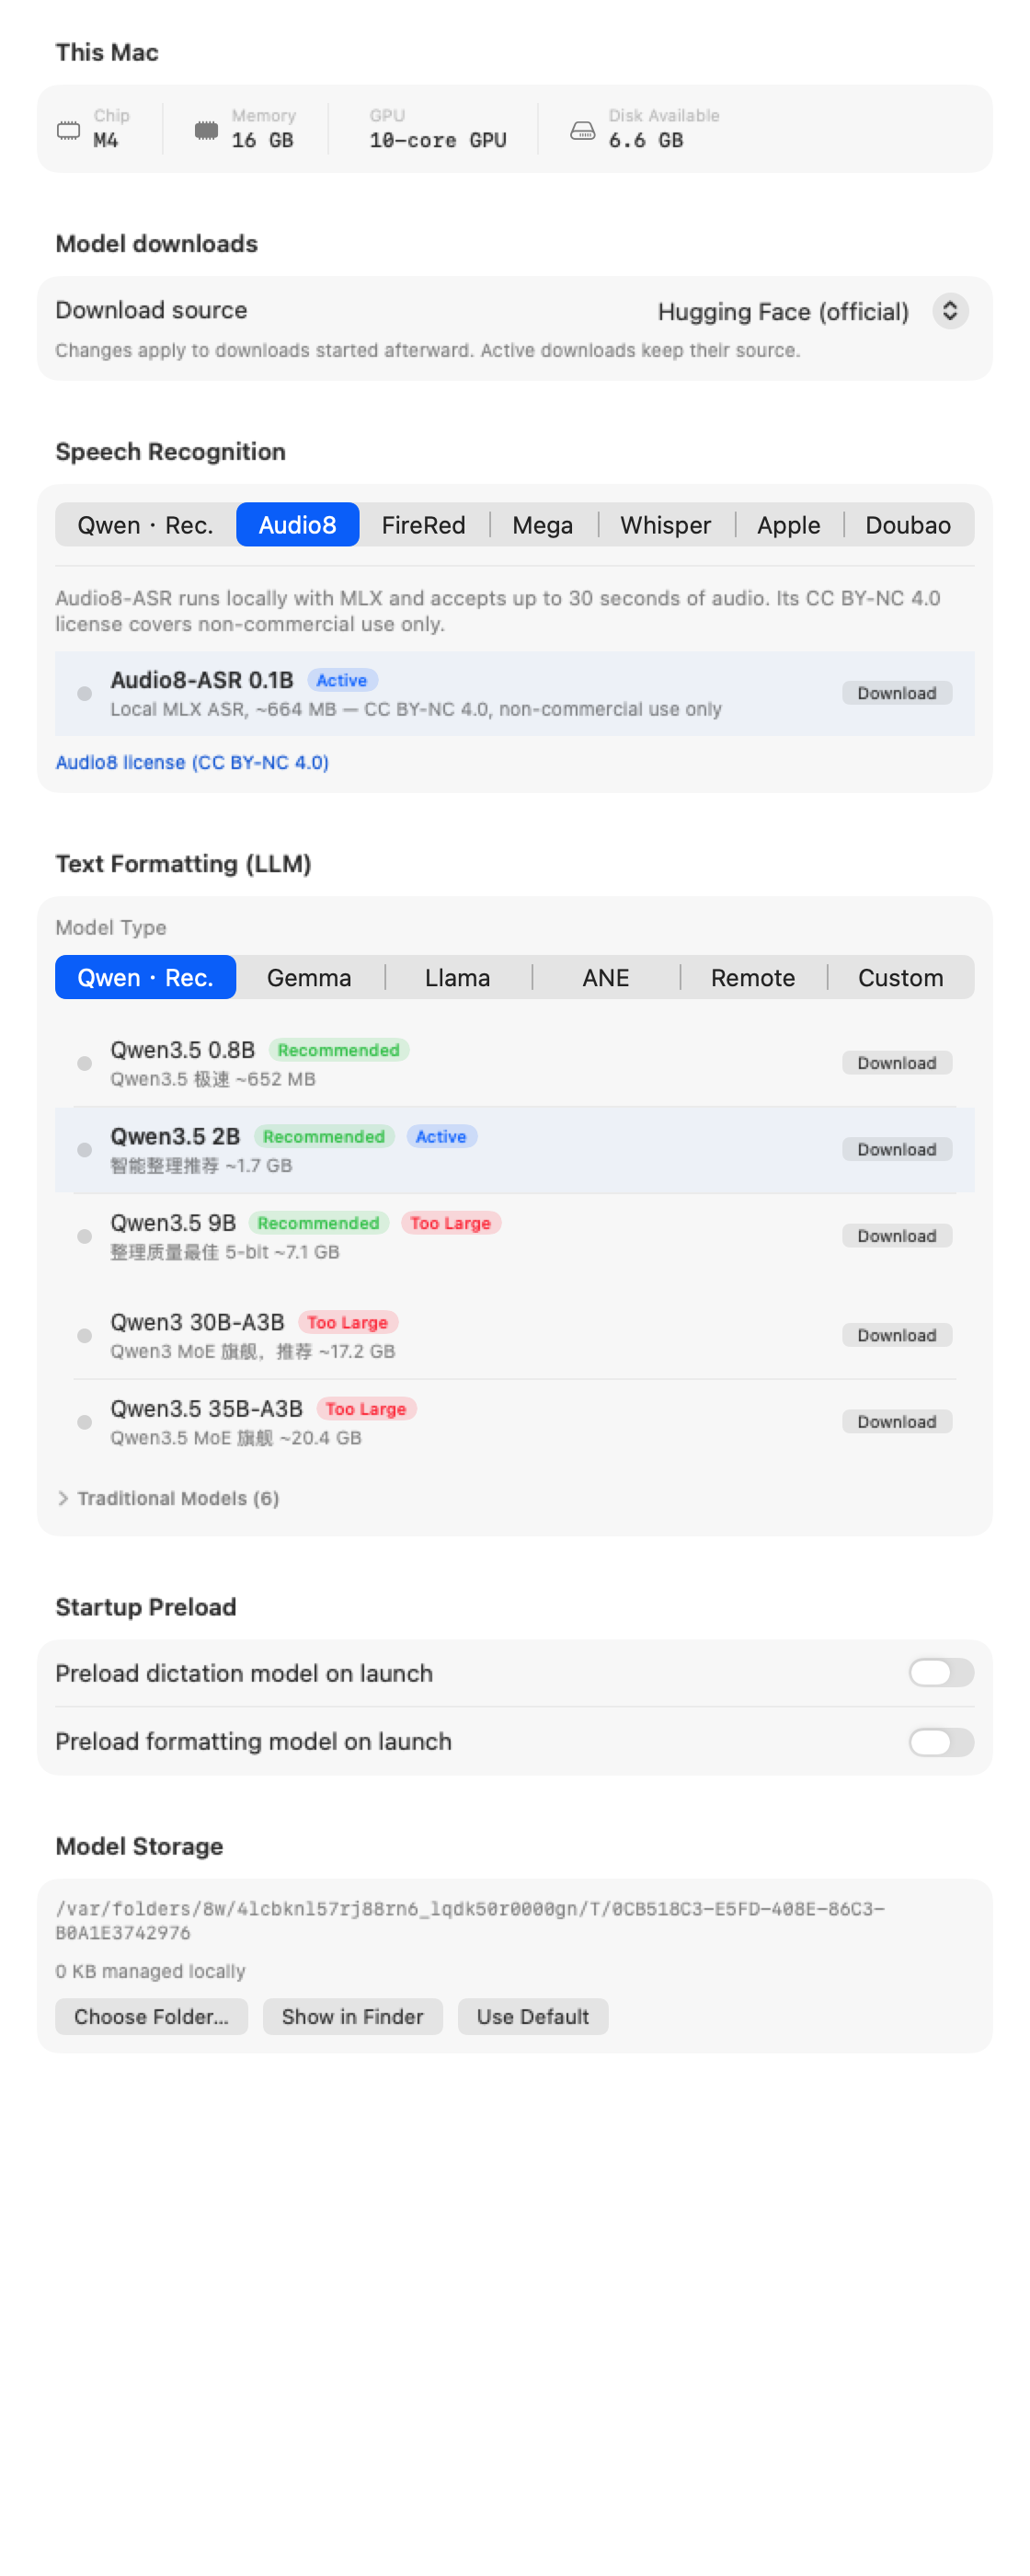 This Mac
Chip
M4
Memory
16 GB
GPU
10-core GPU
Disk Available
6.6 GB
Model downloads
Download source
Hugging Face (official)
Changes apply to downloads started afterward. Active downloads keep their source.
Speech Recognition
Qwen · Rec.
Audio8
FireRed
Mega
Whisper
Apple
Doubao
Audio8-ASR runs locally with MLX and accepts up to 30 seconds of audio. Its CC BY-NC 4.0
license covers non-commercial use only.
Audio8-ASR 0.1B
Active
Local MLX ASR, ~664 MB — CC BY-NC 4.0, non-commercial use only
Download
Audio8 license (CC BY-NC 4.0)
Text Formatting (LLM)
Model Type
Qwen · Rec.
Gemma
Llama
ANE
Remote
Custom
Qwen3.5 0.8B
Recommended
Qwen3.5 极速 ~652 MB
Download
Qwen3.5 2B
Recommended
Active
智能整理推荐 ~1.7 GB
Download
Qwen3.5 9B
Recommended
Too Large
整理质量最佳 5-bit ~7.1 GB
Download
Qwen3 30B-A3B
Too Large
Qwen3 MoE 旗舰，推荐 ~17.2 GB
Download
Qwen3.5 35B-A3B
Too Large
Qwen3.5 MoE 旗舰 ~20.4 GB
Download
Traditional Models (6)
Startup Preload
Preload dictation model on launch
Preload formatting model on launch
Model Storage
/var/folders/8w/4lcbknl57rj88rn6_lqdk50r0000gn/T/0CB518C3-E5FD-408E-86C3-
B0A1E3742976
0 KB managed locally
Choose Folder...
Show in Finder
Use Default